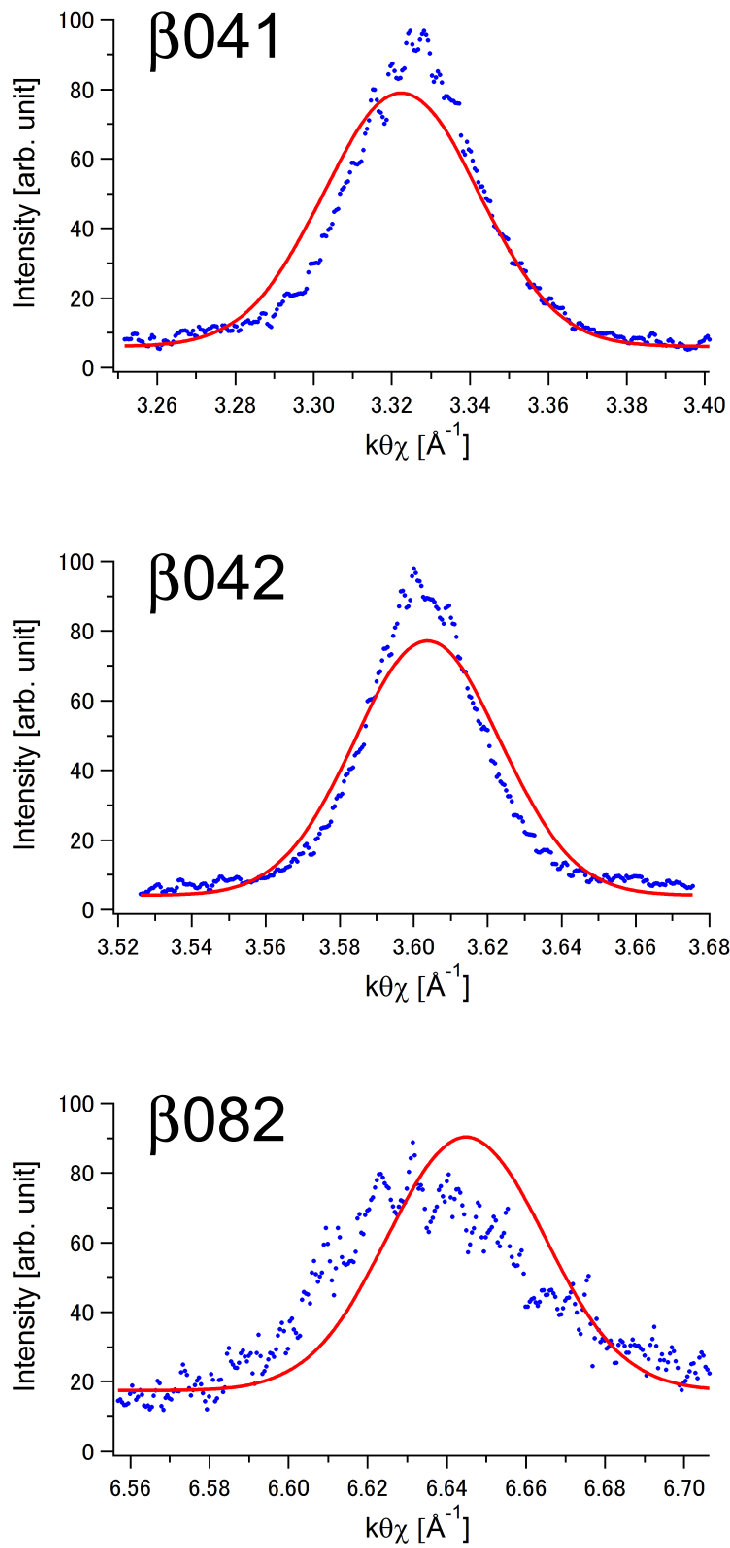 β041
Intensity [arb. unit]
100
80
60
40
20
0
3.26 3.28 3.30 3.32 3.34 3.36 3.38 3.40
kθχ [Å⁻¹]
β042
Intensity [arb. unit]
100
80
60
40
20
0
3.52 3.54 3.56 3.58 3.60 3.62 3.64 3.66 3.68
kθχ [Å⁻¹]
β082
Intensity [arb. unit]
100
80
60
40
20
0
6.56 6.58 6.60 6.62 6.64 6.66 6.68 6.70
kθχ [Å⁻¹]